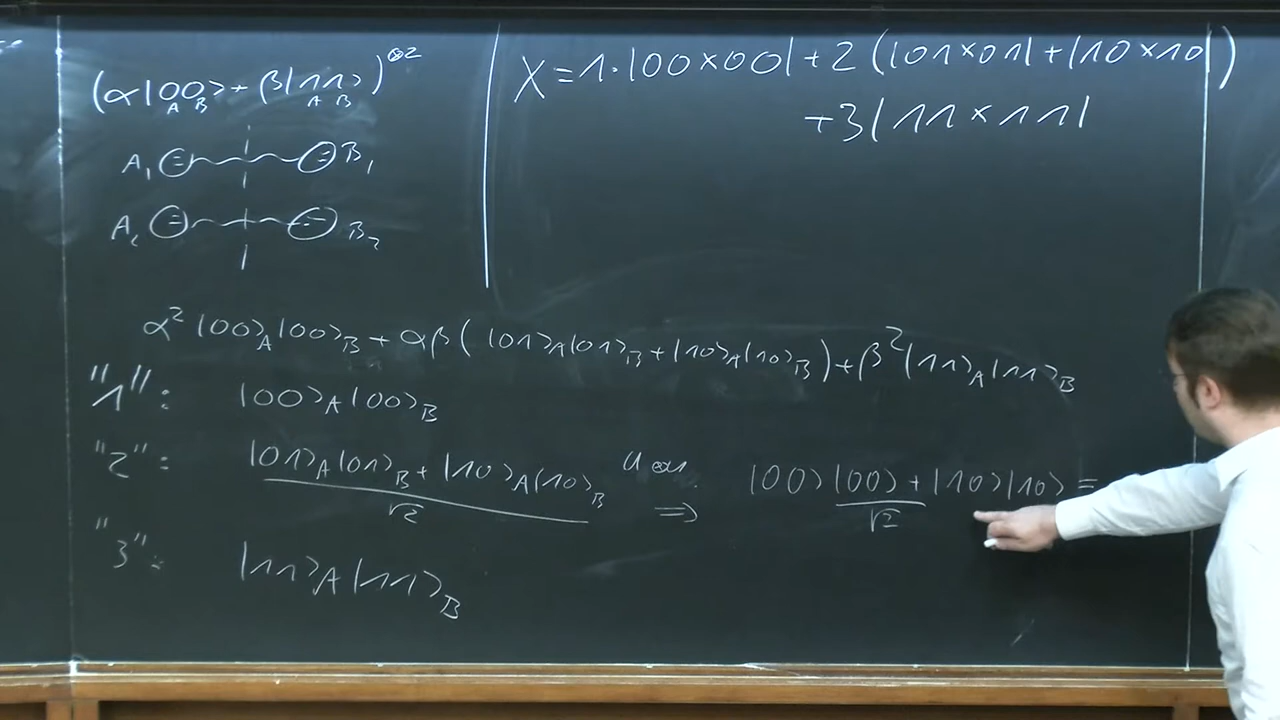 (α|00⟩ + β|11⟩)^⊗2
A B A B
A₁ B₁
A₂ B₂
X = 1·|00⟩⟨00| + 2 (|01⟩⟨01| + |10⟩⟨10|)
+3|11⟩⟨11|
α² |00⟩_A |00⟩_B + αβ ( |01⟩_A |01⟩_B + |10⟩_A |10⟩_B ) + β² |11⟩_A |11⟩_B
"1": |00⟩_A |00⟩_B
"2": |01⟩_A |01⟩_B + |10⟩_A |10⟩_B ⇒ |00⟩ |00⟩ + |10⟩ |10⟩ =
√2 √2
"3": |11⟩_A |11⟩_B